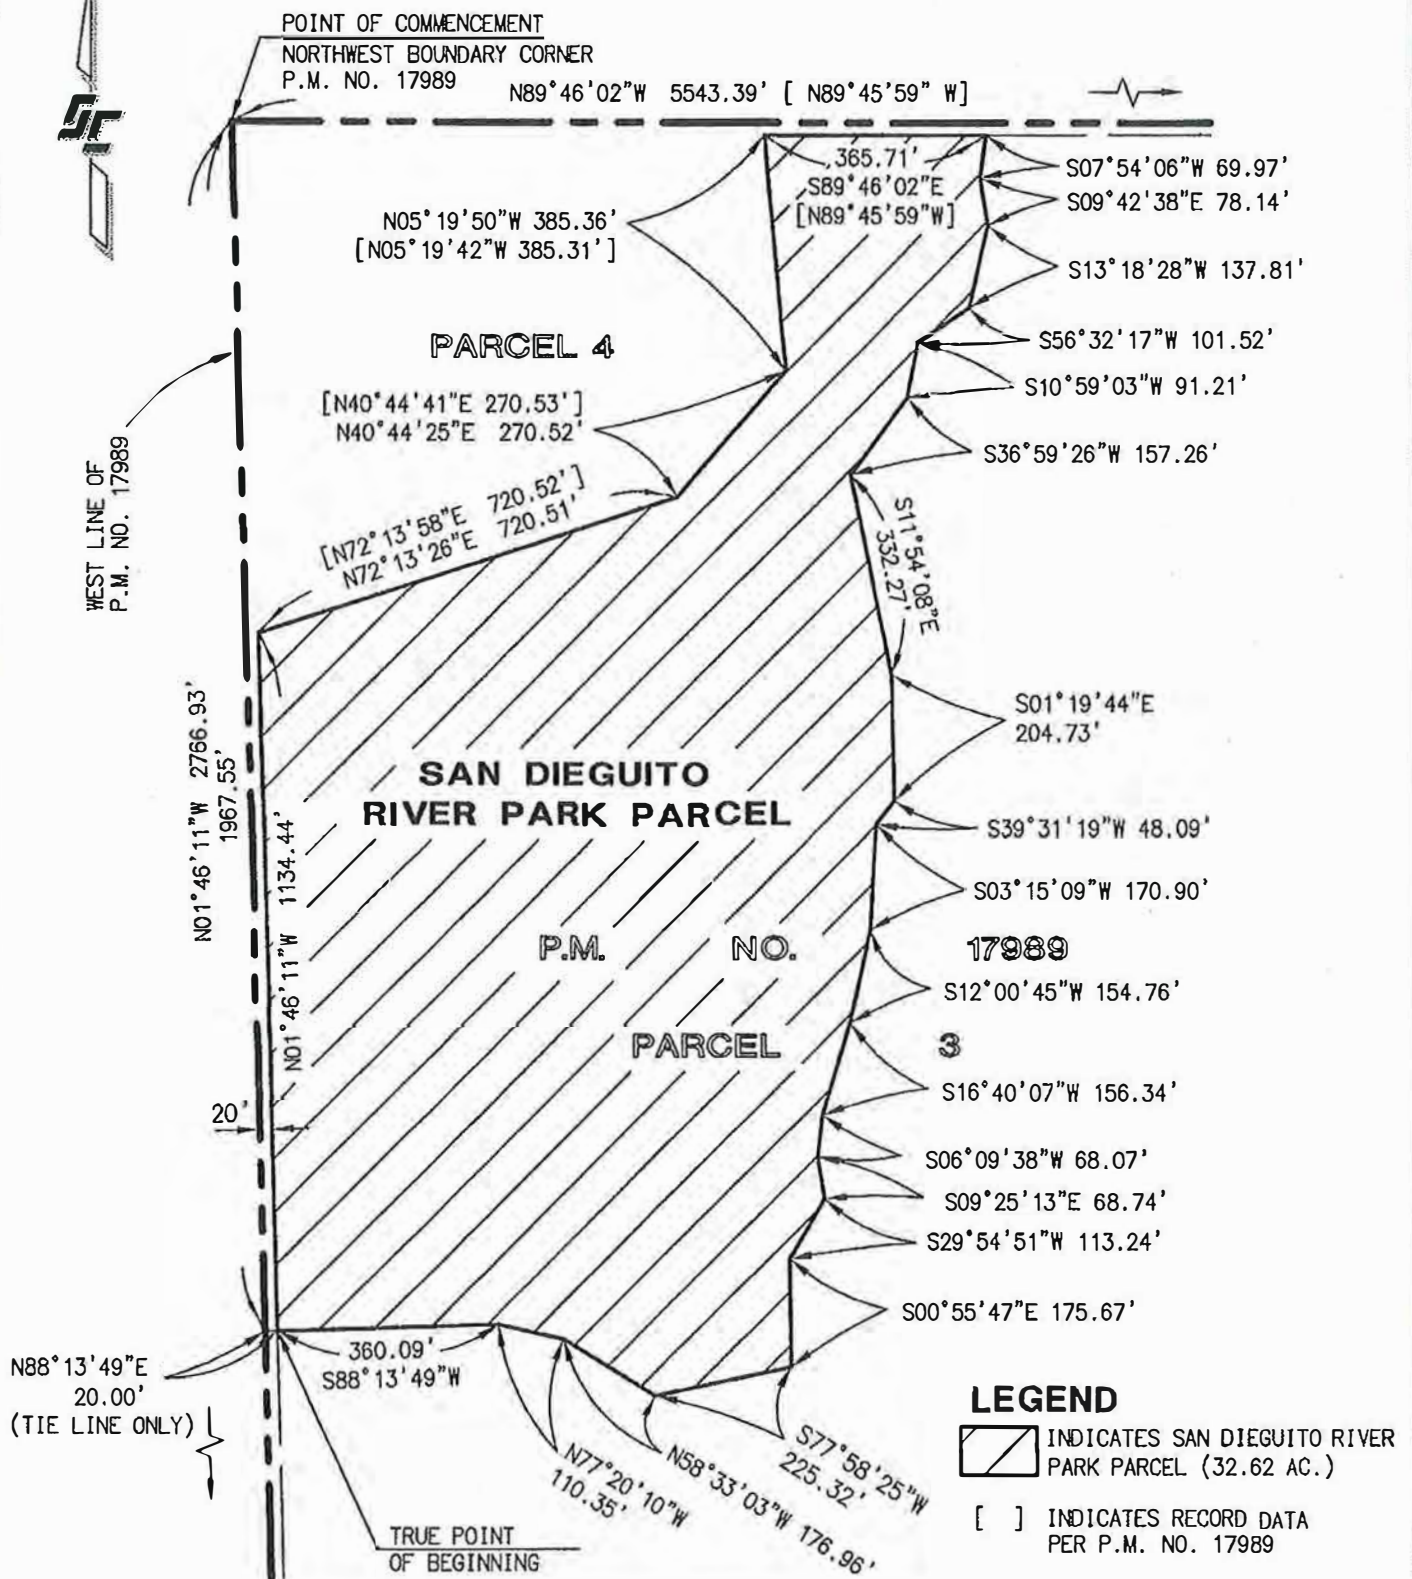 POINT OF COMMENCEMENT
NORTHWEST BOUNDARY CORNER
P.M. NO. 17989
N89°46'02"W 5543.39' [ N89°45'59" W]
365.71'
S89°46'02"E
[N89°45'59"W]
S07°54'06"W 69.97'
S09°42'38"E 78.14'
N05°19'50"W 385.36'
[N05°19'42"W 385.31']
S13°18'28"W 137.81'
PARCEL 4
S56°32'17"W 101.52'
S10°59'03"W 91.21'
[N40°44'41"E 270.53']
N40°44'25"E 270.52'
S36°59'26"W 157.26'
WEST LINE OF
P.M. NO. 17989
[N72°13'58"E 720.52']
N72°13'26"E 720.51'
S11°54'08"E
332.27'
S01°19'44"E
204.73'
N01°46'11"W 2766.93'
1967.55'
N01°46'11"W 1134.44'
SAN DIEGUITO
RIVER PARK PARCEL
S39°31'19"W 48.09'
S03°15'09"W 170.90'
P.M. NO. 17989
S12°00'45"W 154.76'
PARCEL 3
S16°40'07"W 156.34'
20'
S06°09'38"W 68.07'
S09°25'13"E 68.74'
S29°54'51"W 113.24'
S00°55'47"E 175.67'
360.09'
S88°13'49"W
N88°13'49"E
20.00'
(TIE LINE ONLY)
N77°20'10"W
110.35'
N58°33'03"W 176.96'
S77°58'25"W
225.32'
TRUE POINT
OF BEGINNING
LEGEND
INDICATES SAN DIEGUITO RIVER
PARK PARCEL (32.62 AC.)
[ ] INDICATES RECORD DATA
PER P.M. NO. 17989